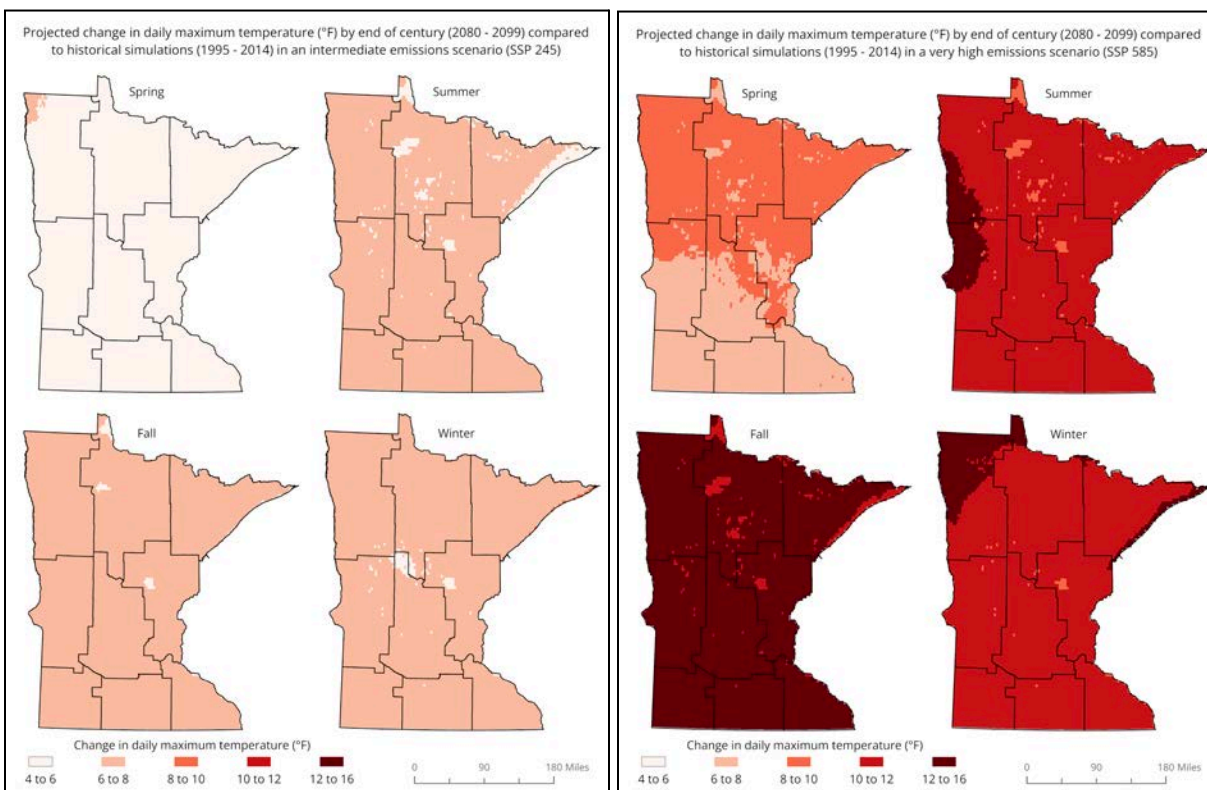 Projected change in daily maximum temperature (°F) by end of century (2080 - 2099) compared
to historical simulations (1995 - 2014) in an intermediate emissions scenario (SSP 245)
Spring
Summer
Fall
Winter
Change in daily maximum temperature (°F)
4 to 6
6 to 8
8 to 10
10 to 12
12 to 16
0
90
180 Miles
Projected change in daily maximum temperature (°F) by end of century (2080 - 2099) compared
to historical simulations (1995 - 2014) in a very high emissions scenario (SSP 585)
Spring
Summer
Fall
Winter
Change in daily maximum temperature (°F)
4 to 6
6 to 8
8 to 10
10 to 12
12 to 16
0
90
180 Miles